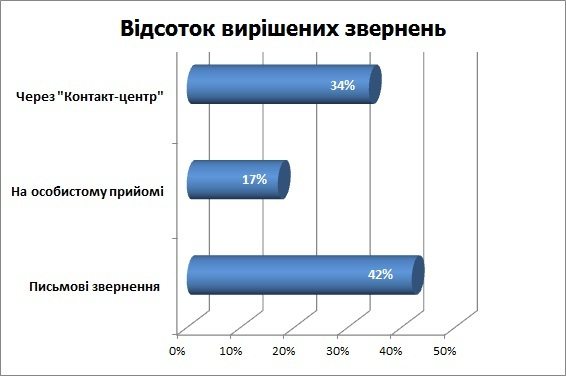 Відсоток вирішених звернень
Через "Контакт-центр"
34%
На особистому прийомі
17%
Письмові звернення
42%
0% 10% 20% 30% 40% 50%